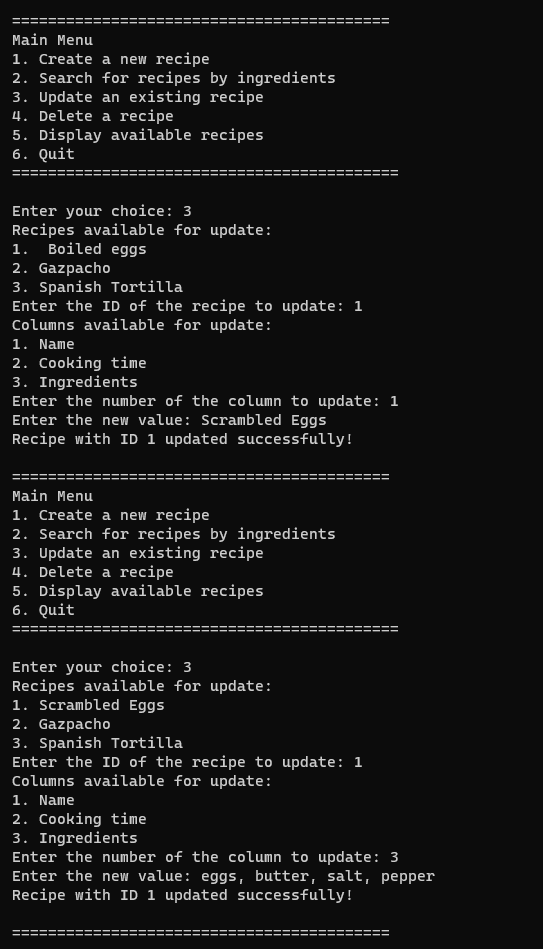 ==========================================
Main Menu
1. Create a new recipe
2. Search for recipes by ingredients
3. Update an existing recipe
4. Delete a recipe
5. Display available recipes
6. Quit
===========================================

Enter your choice: 3
Recipes available for update:
1.  Boiled eggs
2. Gazpacho
3. Spanish Tortilla
Enter the ID of the recipe to update: 1
Columns available for update:
1. Name
2. Cooking time
3. Ingredients
Enter the number of the column to update: 1
Enter the new value: Scrambled Eggs
Recipe with ID 1 updated successfully!

==========================================
Main Menu
1. Create a new recipe
2. Search for recipes by ingredients
3. Update an existing recipe
4. Delete a recipe
5. Display available recipes
6. Quit
===========================================

Enter your choice: 3
Recipes available for update:
1. Scrambled Eggs
2. Gazpacho
3. Spanish Tortilla
Enter the ID of the recipe to update: 1
Columns available for update:
1. Name
2. Cooking time
3. Ingredients
Enter the number of the column to update: 3
Enter the new value: eggs, butter, salt, pepper
Recipe with ID 1 updated successfully!

==========================================